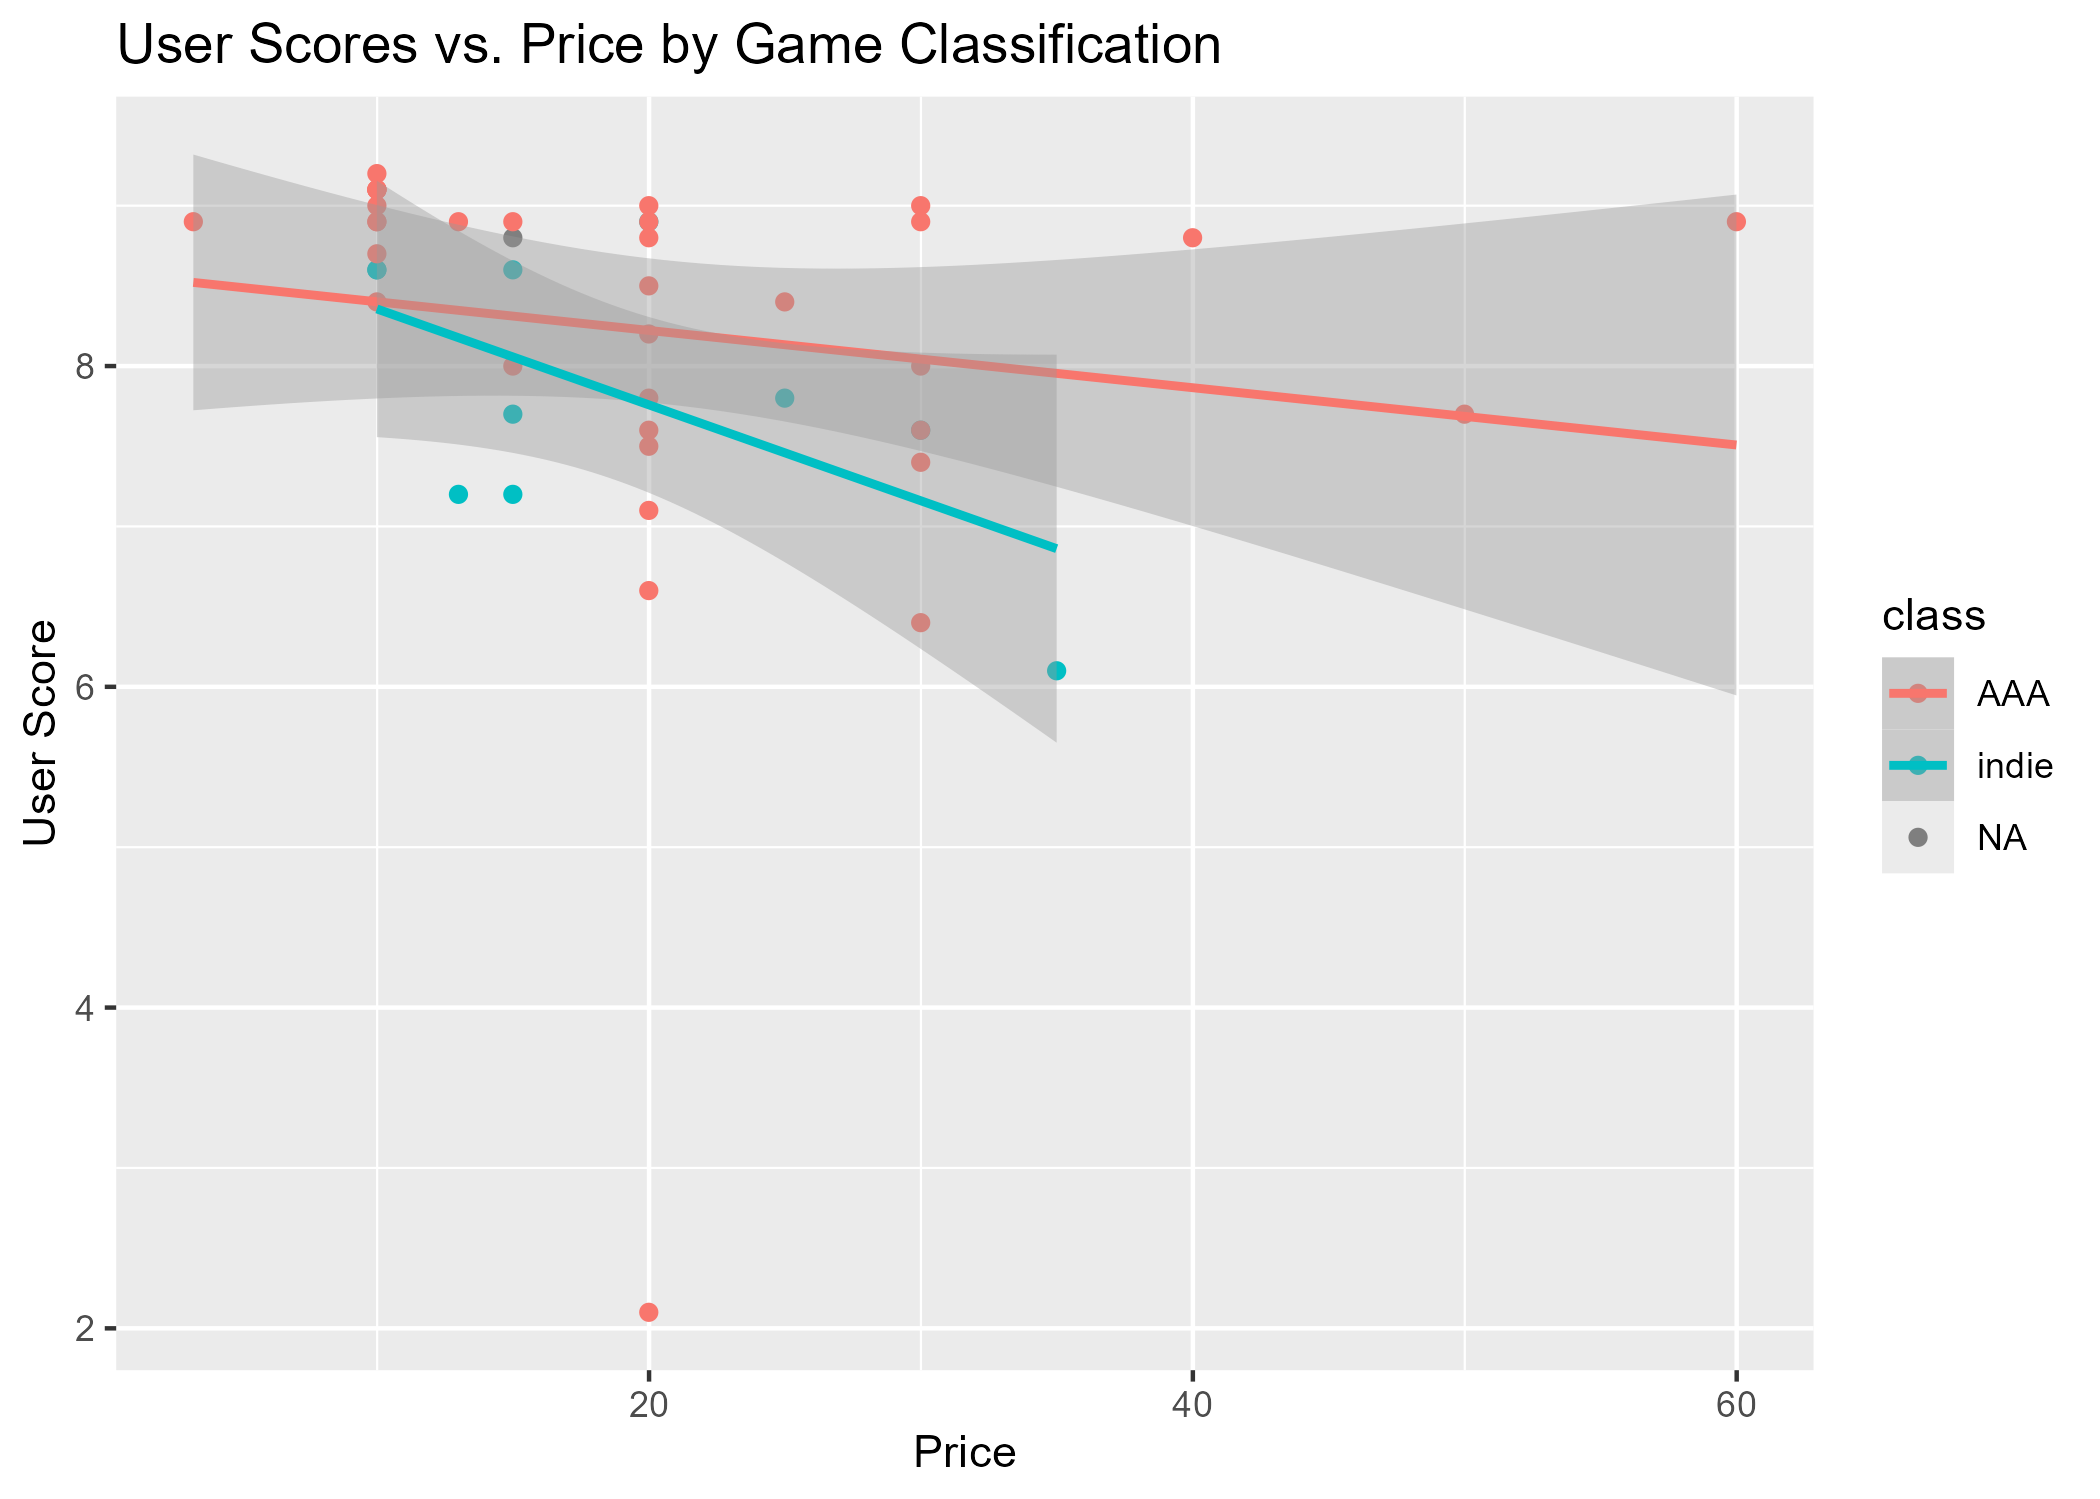 User Scores vs. Price by Game Classification
User Score
8
6
4
2
20
40
60
Price
class
AAA
indie
NA